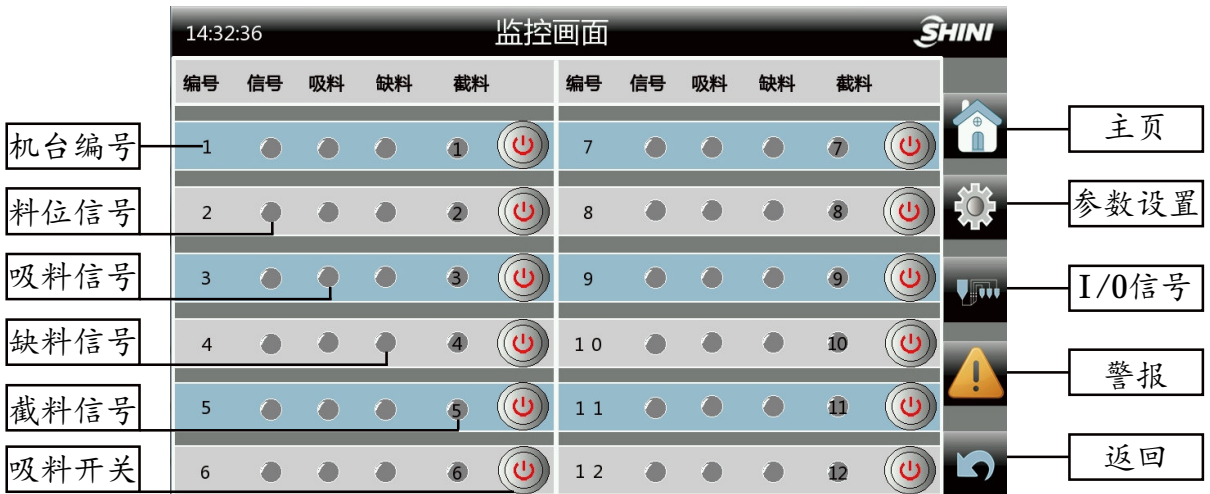 14:32:36 监控画面 SHINI
编号 信号 吸料 缺料 截料 编号 信号 吸料 缺料 截料
机台编号 1 1 7 7 主页
料位信号 2 2 8 8 参数设置
吸料信号 3 3 9 9 I/0信号
缺料信号 4 4 10 10 警报
截料信号 5 5 11 11
吸料开关 6 6 12 12 返回